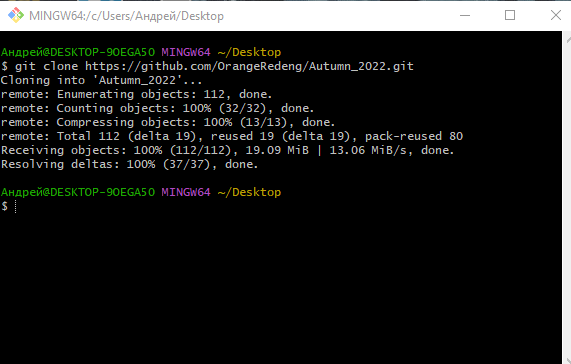 MINGW64:/c/Users/Андрей/Desktop
Андрей@DESKTOP-9OEGA5O MINGW64 ~/Desktop
$ git clone https://github.com/OrangeRedeng/Autumn_2022.git
Cloning into 'Autumn_2022'...
remote: Enumerating objects: 112, done.
remote: Counting objects: 100% (32/32), done.
remote: Compressing objects: 100% (13/13), done.
remote: Total 112 (delta 19), reused 19 (delta 19), pack-reused 80
Receiving objects: 100% (112/112), 19.09 MiB | 13.06 MiB/s, done.
Resolving deltas: 100% (37/37), done.
Андрей@DESKTOP-9OEGA5O MINGW64 ~/Desktop
$